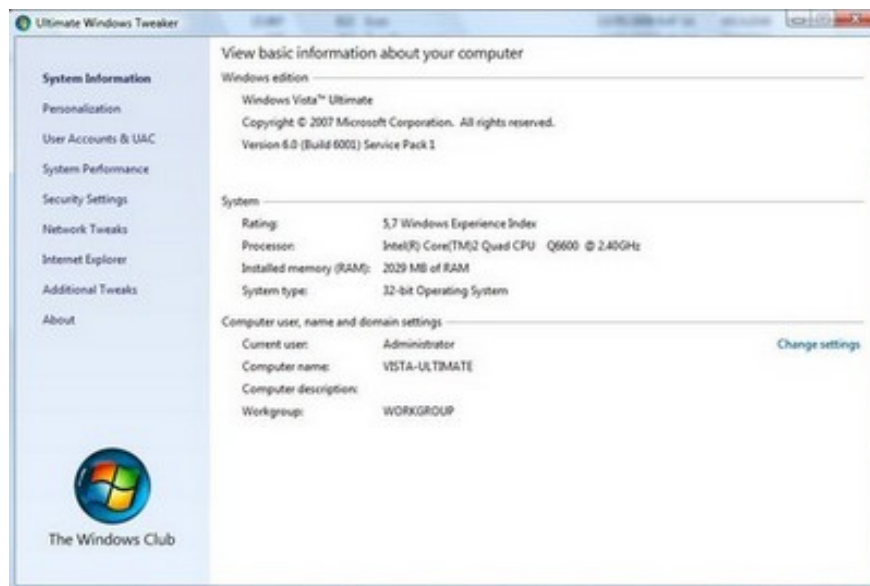 Ultimate Windows Tweaker
System Information
Personalization
User Accounts & UAC
System Performance
Security Settings
Network Tweaks
Internet Explorer
Additional Tweaks
About
The Windows Club
View basic information about your computer
Windows edition
Windows Vista™ Ultimate
Copyright © 2007 Microsoft Corporation. All rights reserved.
Version 6.0 (Build 6001) Service Pack 1
System
Rating: 5,7 Windows Experience Index
Processor: Intel(R) Core(TM)2 Quad CPU Q6600 @ 2.40GHz
Installed memory (RAM): 2029 MB of RAM
System type: 32-bit Operating System
Computer user, name and domain settings
Current user: Administrator Change settings
Computer name: VISTA-ULTIMATE
Computer description:
Workgroup: WORKGROUP